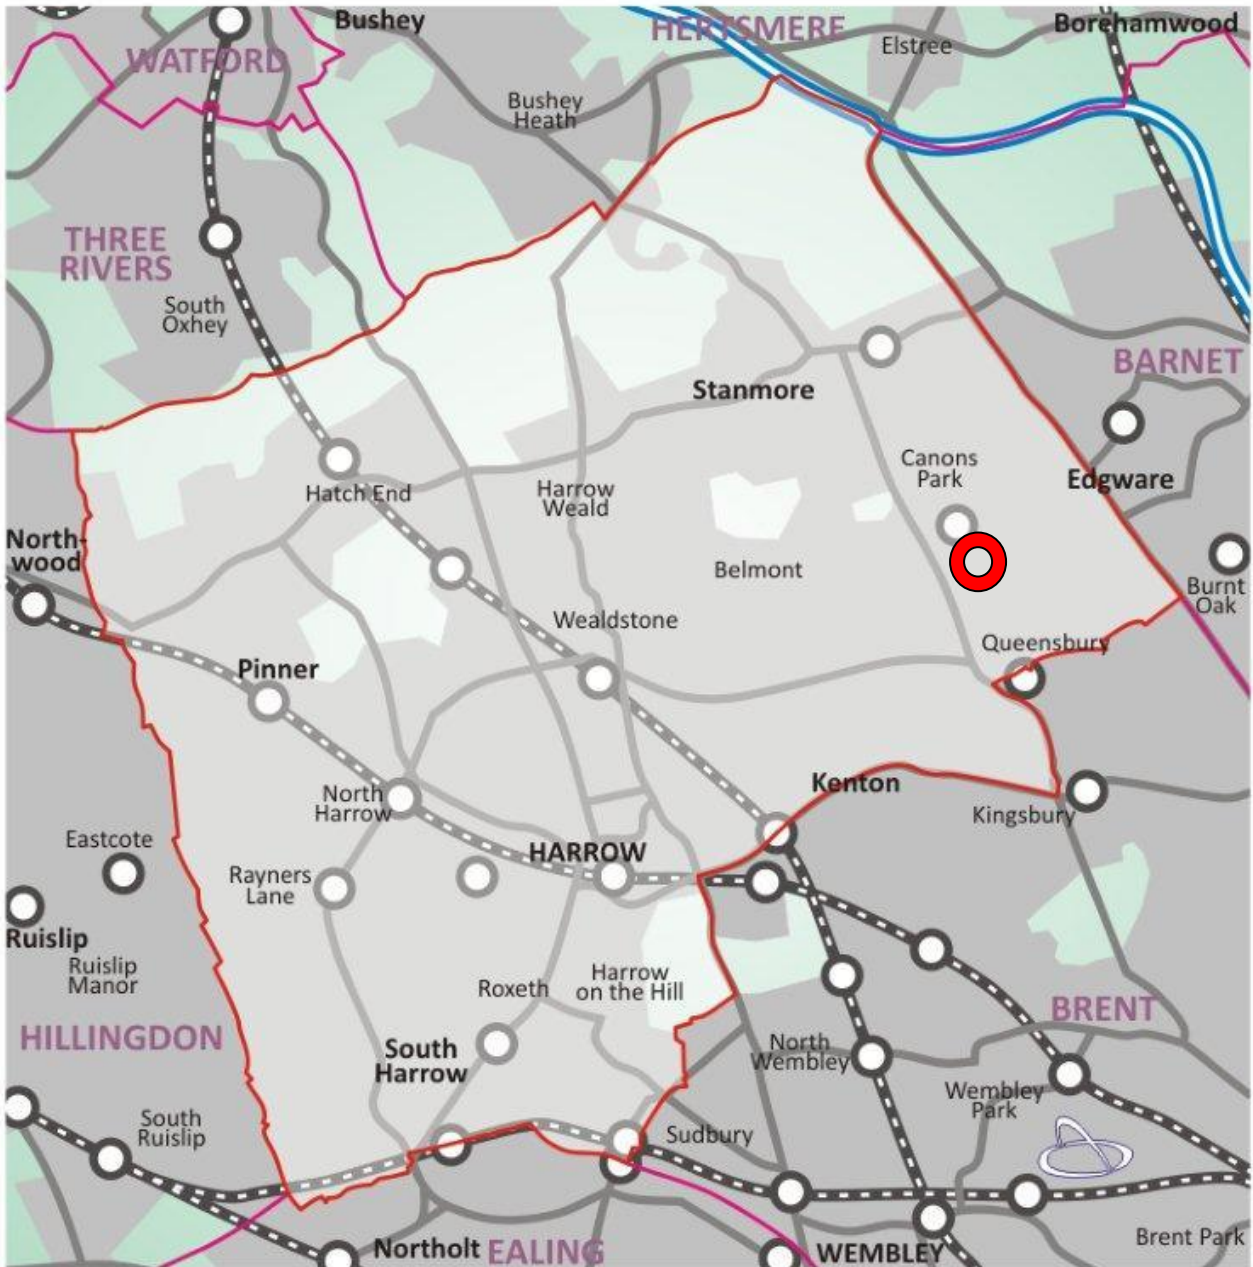 Bushey
HERTSMERE
Borehamwood
Elstree
WATFORD
Bushey
Heath
THREE
RIVERS
South
Oxhey
BARNET
Stanmore
Canons
Park
Edgware
Hatch End
Harrow
Weald
North-
wood
Belmont
Burnt
Oak
Wealdstone
Queensbury
Pinner
Kenton
North
Harrow
Kingsbury
Eastcote
HARROW
Rayners
Lane
Ruislip
Ruislip
Manor
Roxeth
Harrow
on the Hill
BRENT
HILLINGDON
South
Harrow
North
Wembley
Wembley
Park
South
Ruislip
Sudbury
Brent Park
Northolt
EALING
WEMBLEY